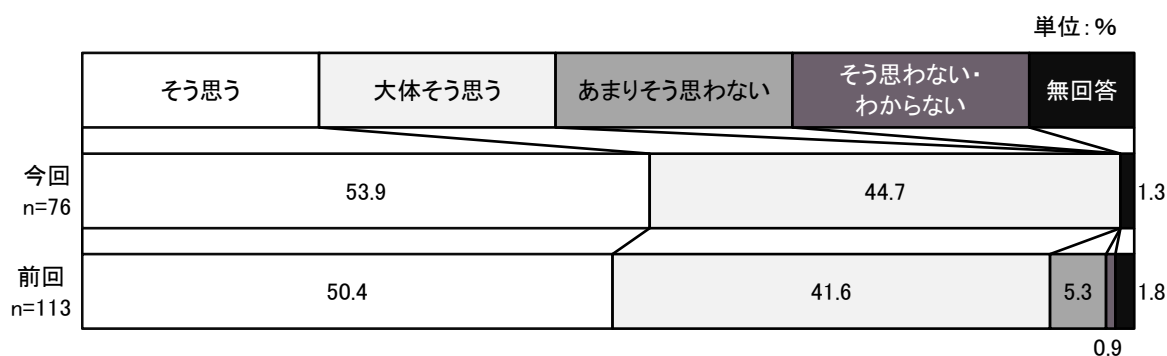 単位：%
そう思う
大体そう思う
あまりそう思わない
そう思わない・
わからない
無回答
今回
n=76
53.9
44.7
1.3
前回
n=113
50.4
41.6
5.3
1.8
0.9